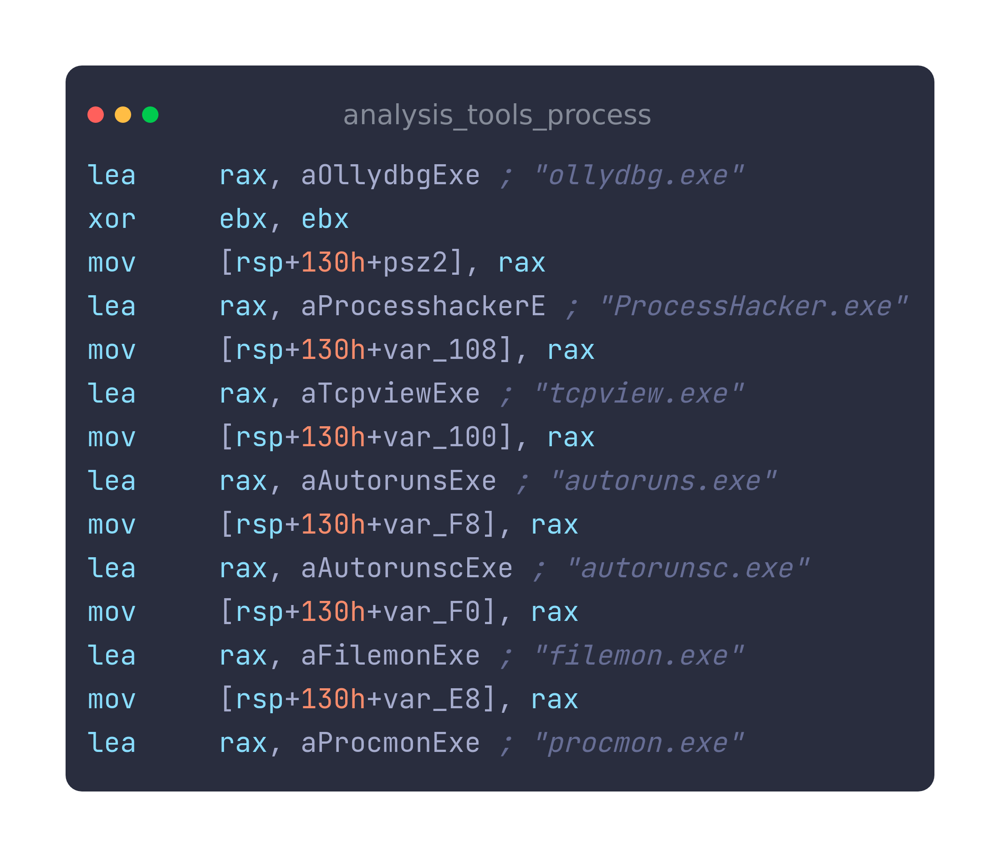 analysis_tools_process
lea     rax, aOllydbgExe ; "ollydbg.exe"
xor     ebx, ebx
mov     [rsp+130h+psz2], rax
lea     rax, aProcesshackerE ; "ProcessHacker.exe"
mov     [rsp+130h+var_108], rax
lea     rax, aTcpviewExe ; "tcpview.exe"
mov     [rsp+130h+var_100], rax
lea     rax, aAutorunsExe ; "autoruns.exe"
mov     [rsp+130h+var_F8], rax
lea     rax, aAutorunscExe ; "autorunsc.exe"
mov     [rsp+130h+var_F0], rax
lea     rax, aFilemonExe ; "filemon.exe"
mov     [rsp+130h+var_E8], rax
lea     rax, aProcmonExe ; "procmon.exe"